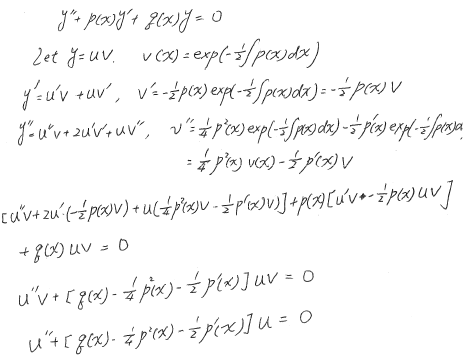 y''+ p(x)y'+ q(x)y = 0
Let y=uv. v(x) = exp(-½∫p(x)dx)
y'=u'v+uv', v'=-½p(x)exp(-½∫p(x)dx)=-½p(x)v
y''=u''v+2u'v'+uv'', v''=¼p²(x)exp(-½∫p(x)dx)-½p'(x)exp(-½∫p(x)d
=¼p²(x)v(x)-½p'(x)v
[u''v+2u'·(-½p(x)v)+u(¼p²(x)v-½p'(x)v)]+p(x)[u'v+-½p(x)uv]
+q(x)uv = 0
u''v+[q(x)-¼p²(x)-½p'(x)]uv = 0
u''+[q(x)-¼p²(x)-½p'(x)]u = 0